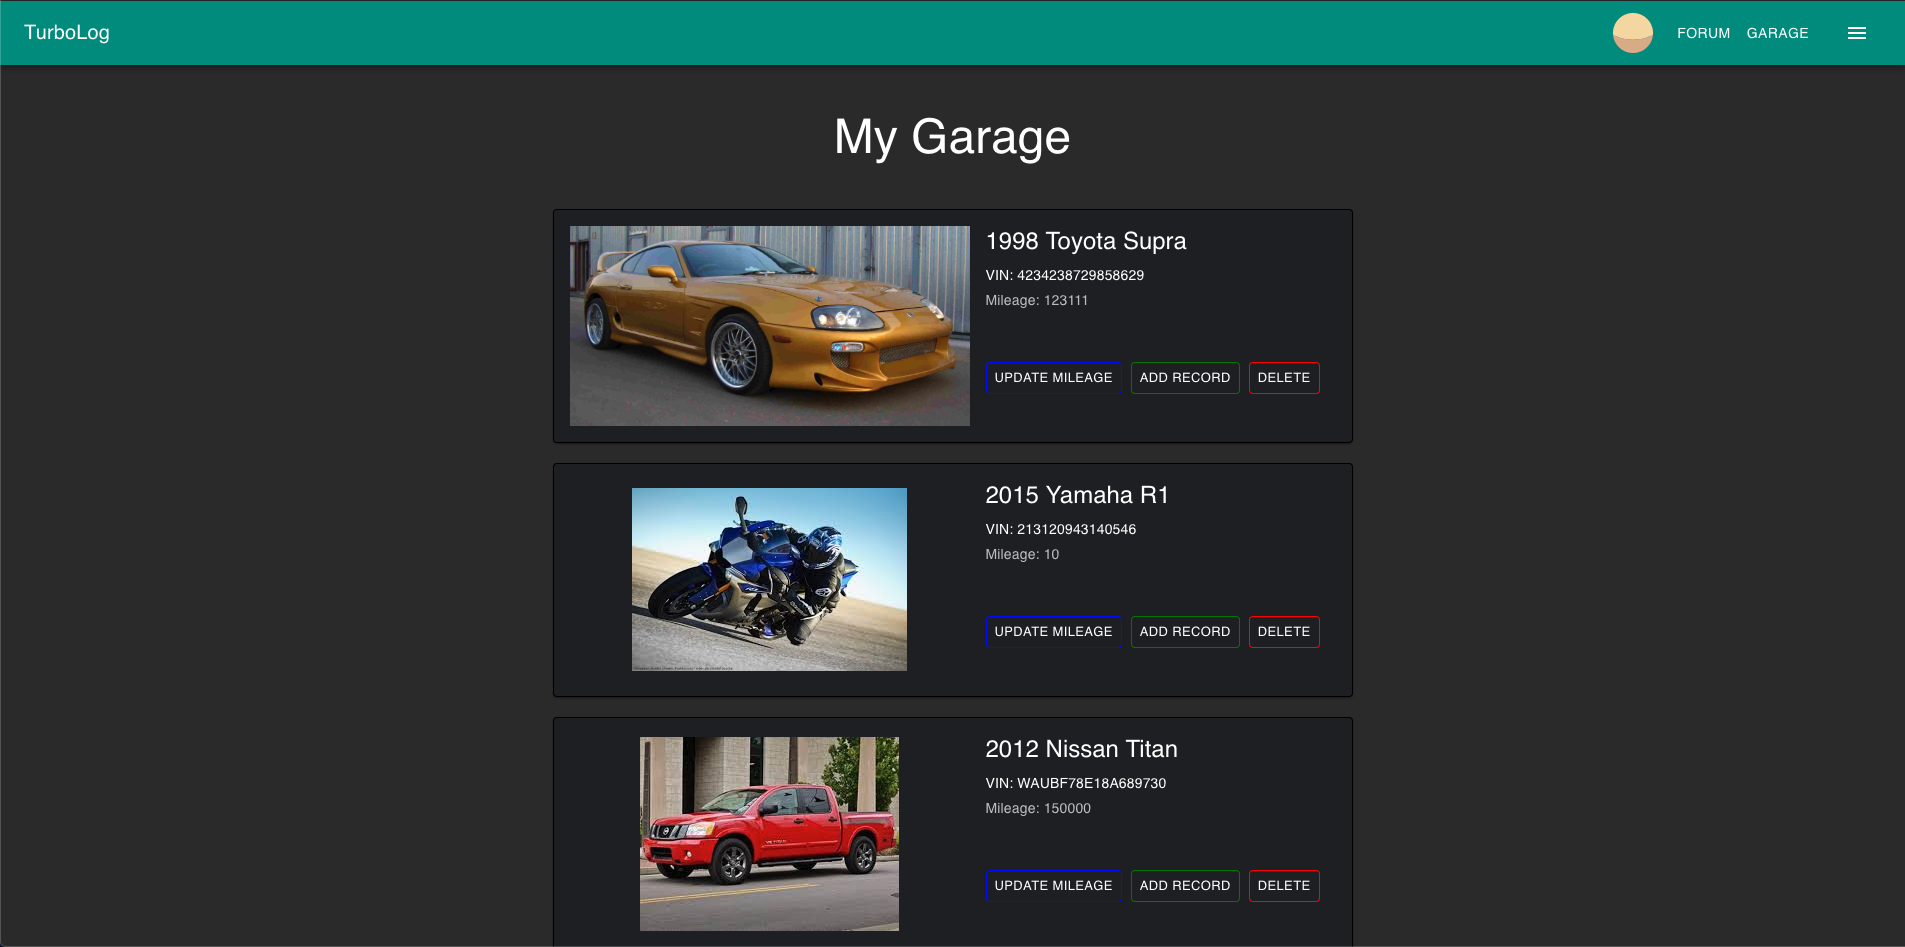 TurboLog
FORUM GARAGE
My Garage
1998 Toyota Supra
VIN: 4234238729858629
Mileage: 123111
UPDATE MILEAGE ADD RECORD DELETE
2015 Yamaha R1
VIN: 213120943140546
Mileage: 10
UPDATE MILEAGE ADD RECORD DELETE
2012 Nissan Titan
VIN: WAUBF78E18A689730
Mileage: 150000
UPDATE MILEAGE ADD RECORD DELETE